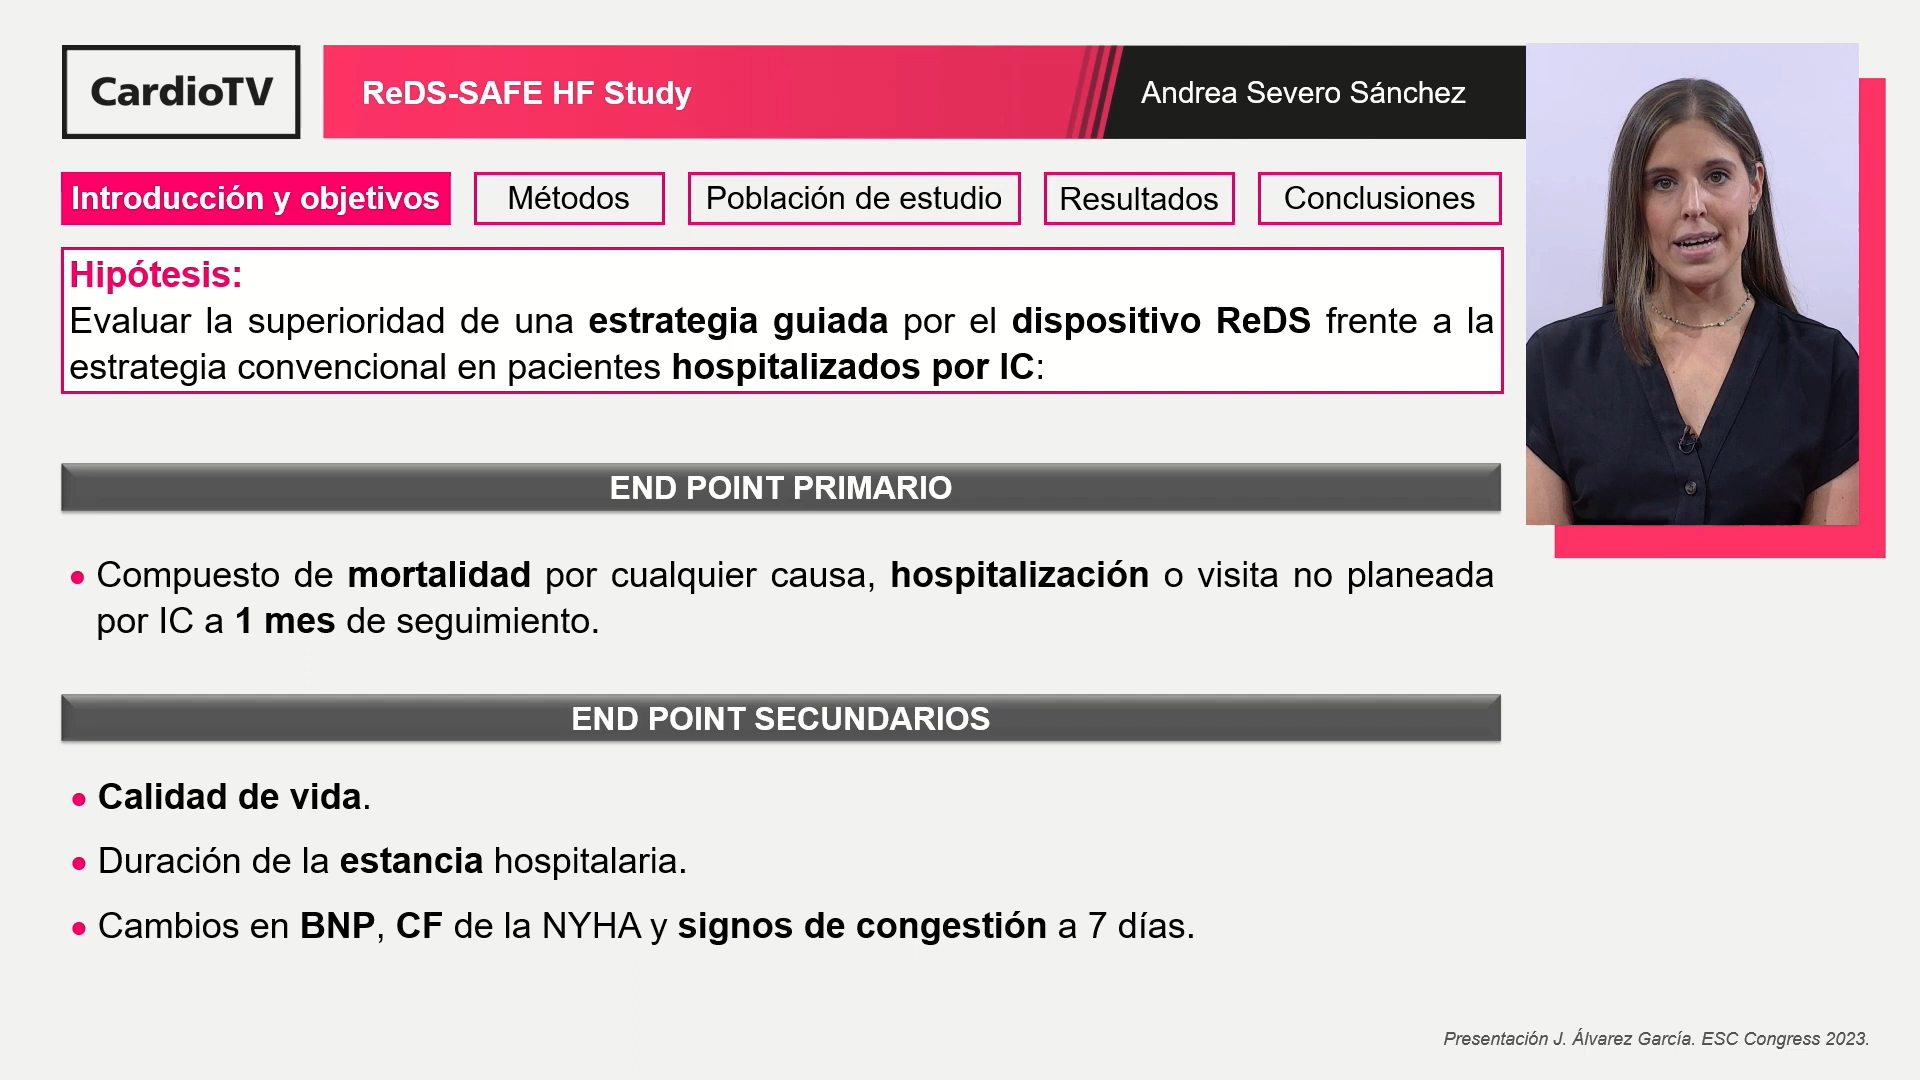 CardioTV
ReDS-SAFE HF Study
Andrea Severo Sánchez
Introducción y objetivos
Métodos
Población de estudio
Resultados
Conclusiones
Hipótesis:
Evaluar la superioridad de una estrategia guiada por el dispositivo ReDS frente a la
estrategia convencional en pacientes hospitalizados por IC:
END POINT PRIMARIO
• Compuesto de mortalidad por cualquier causa, hospitalización o visita no planeada
por IC a 1 mes de seguimiento.
END POINT SECUNDARIOS
• Calidad de vida.
• Duración de la estancia hospitalaria.
• Cambios en BNP, CF de la NYHA y signos de congestión a 7 días.
Presentación J. Álvarez García. ESC Congress 2023.